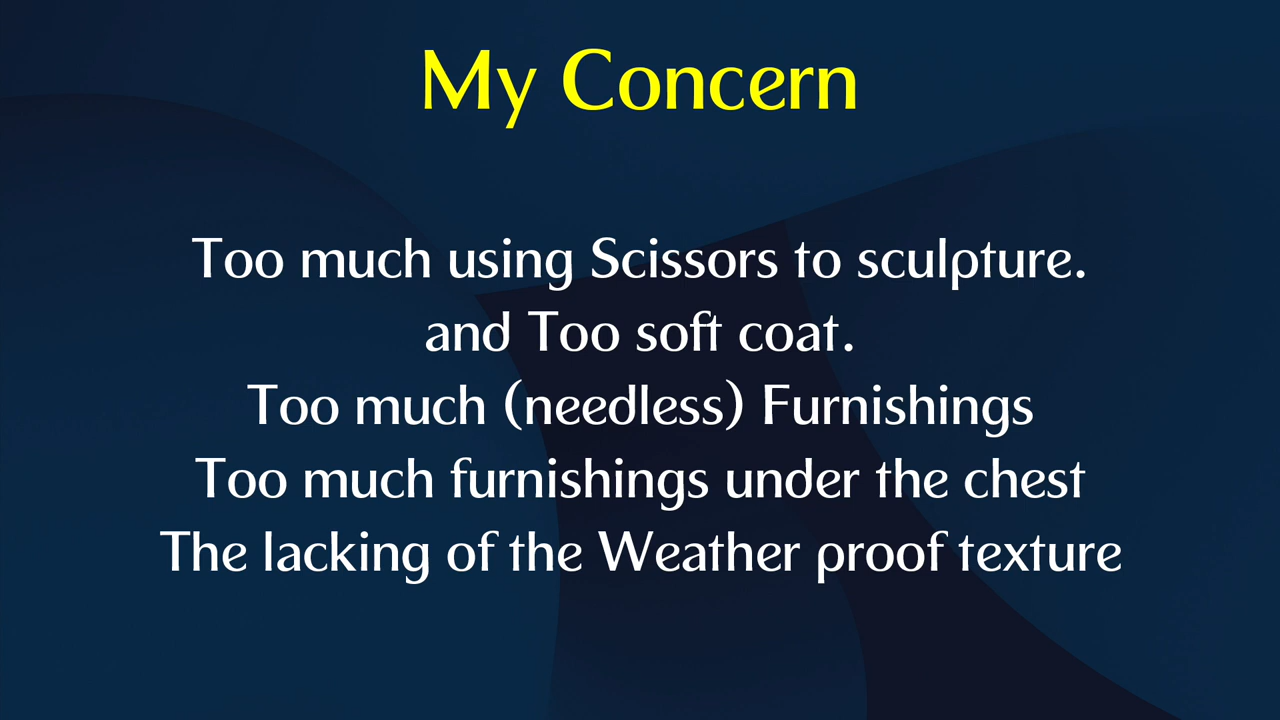 My Concern
Too much using Scissors to sculpture.
and Too soft coat.
Too much (needless) Furnishings
Too much furnishings under the chest
The lacking of the Weather proof texture